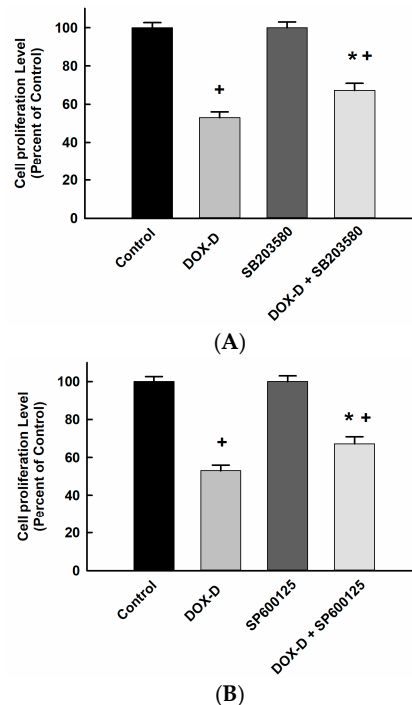 Cell proliferation Level
(Percent of Control)
100
80
60
40
20
0
+
* +
Control
DOX-D
SB203580
DOX-D + SB203580
(A)
Cell proliferation Level
(Percent of Control)
100
80
60
40
20
0
+
* +
Control
DOX-D
SP600125
DOX-D + SP600125
(B)